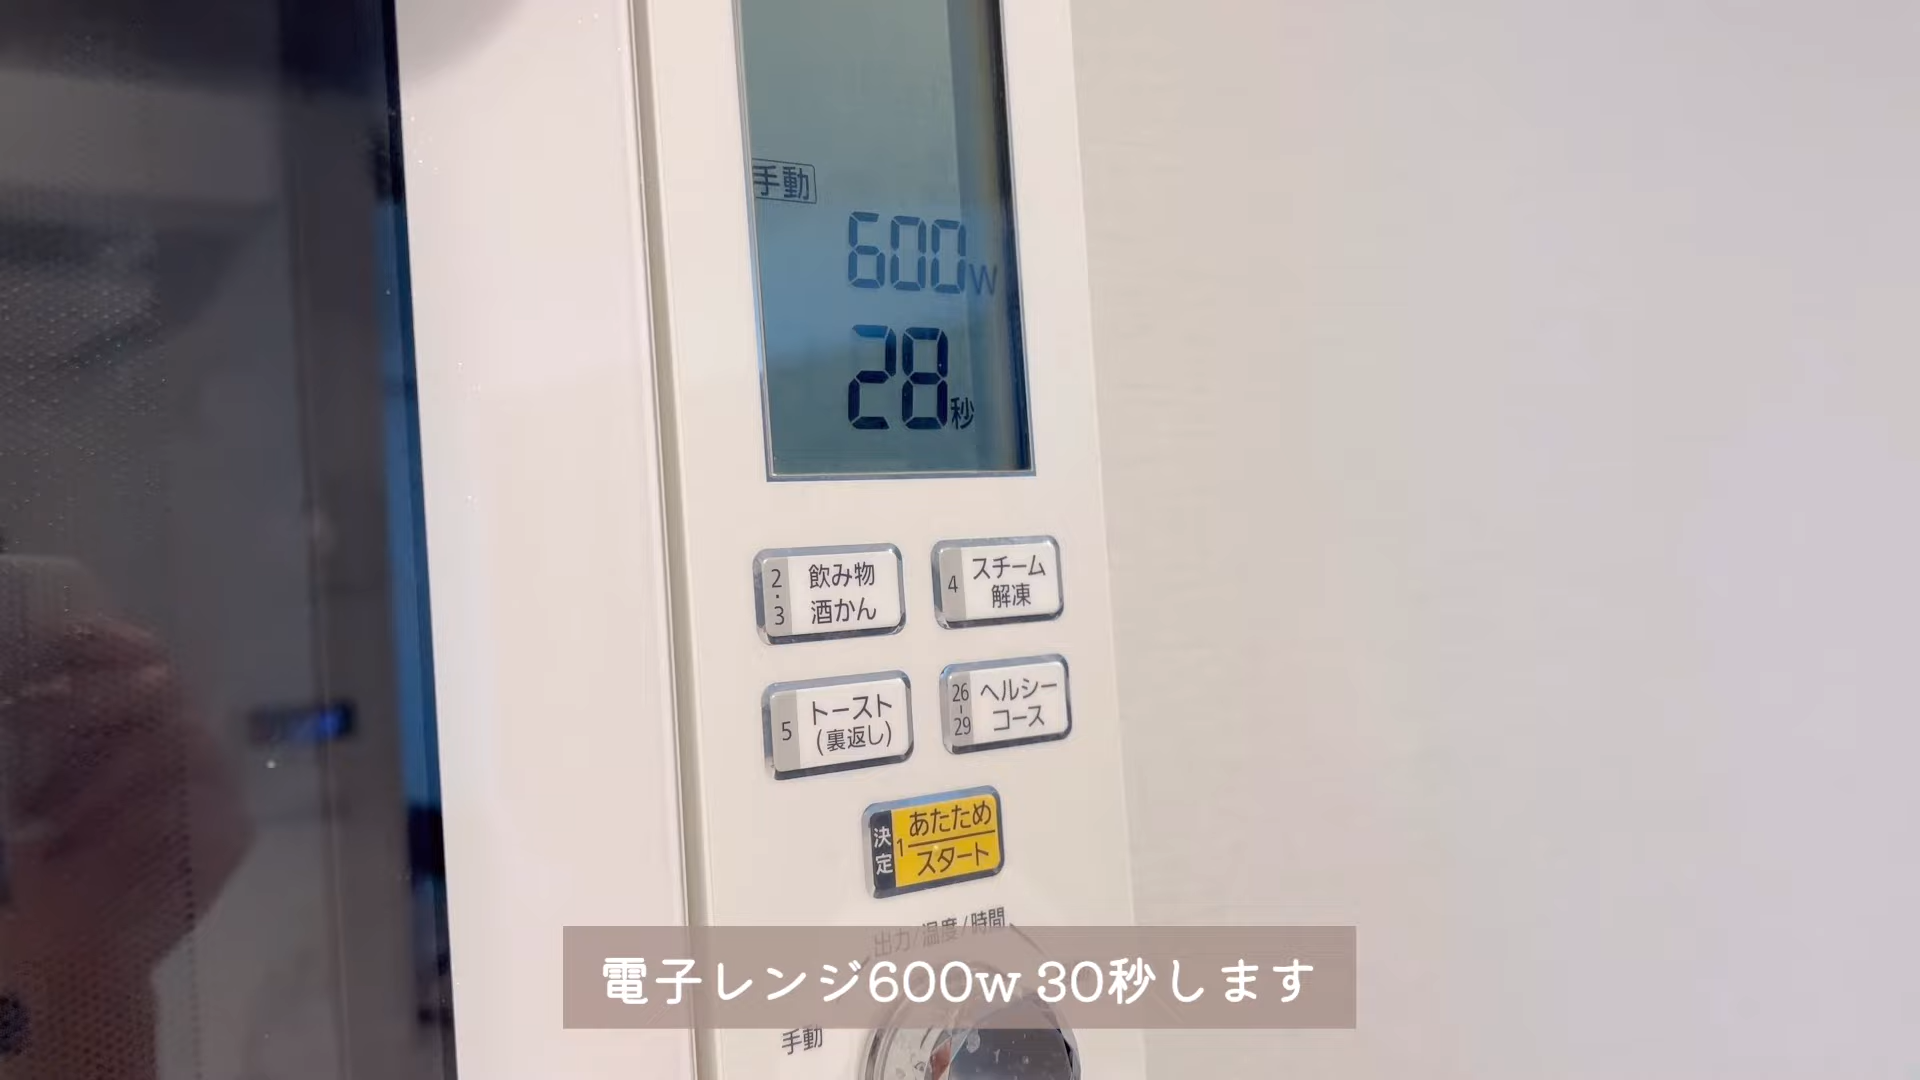 手動
600W
28秒
2・3 飲み物
酒かん
4 スチーム
解凍
5 トースト
(裏返し)
26-29 ヘルシー
コース
決定 1 あたため
スタート
出力/温度/時間
電子レンジ600w 30秒します
手動